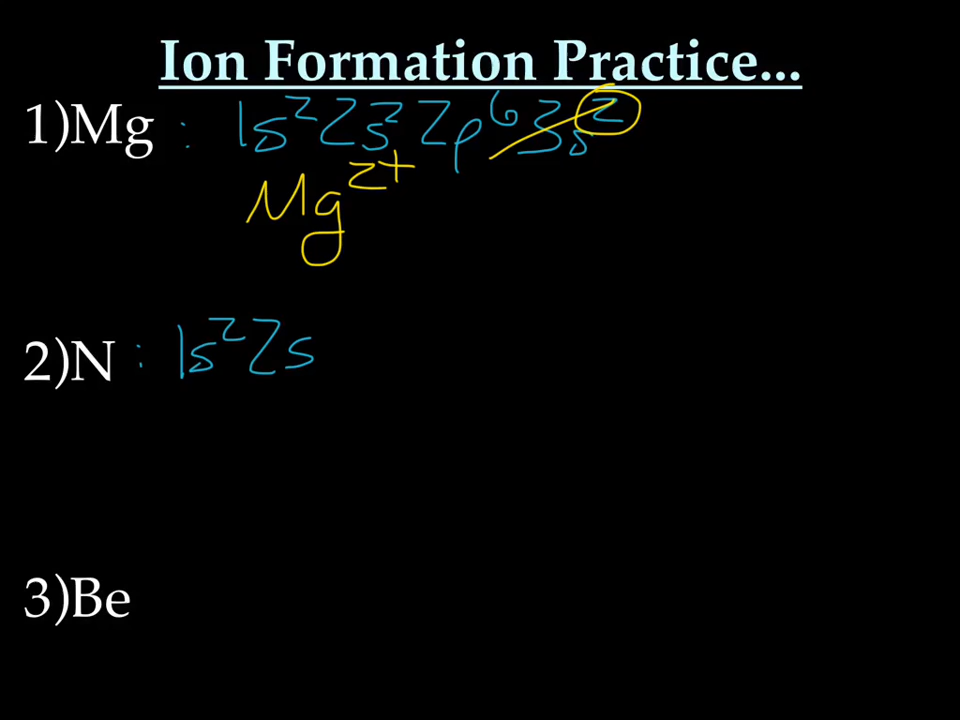 Ion Formation Practice...
1)Mg : 1s²2s²2p⁶3s²
Mg²⁺
2)N : 1s²2s
3)Be